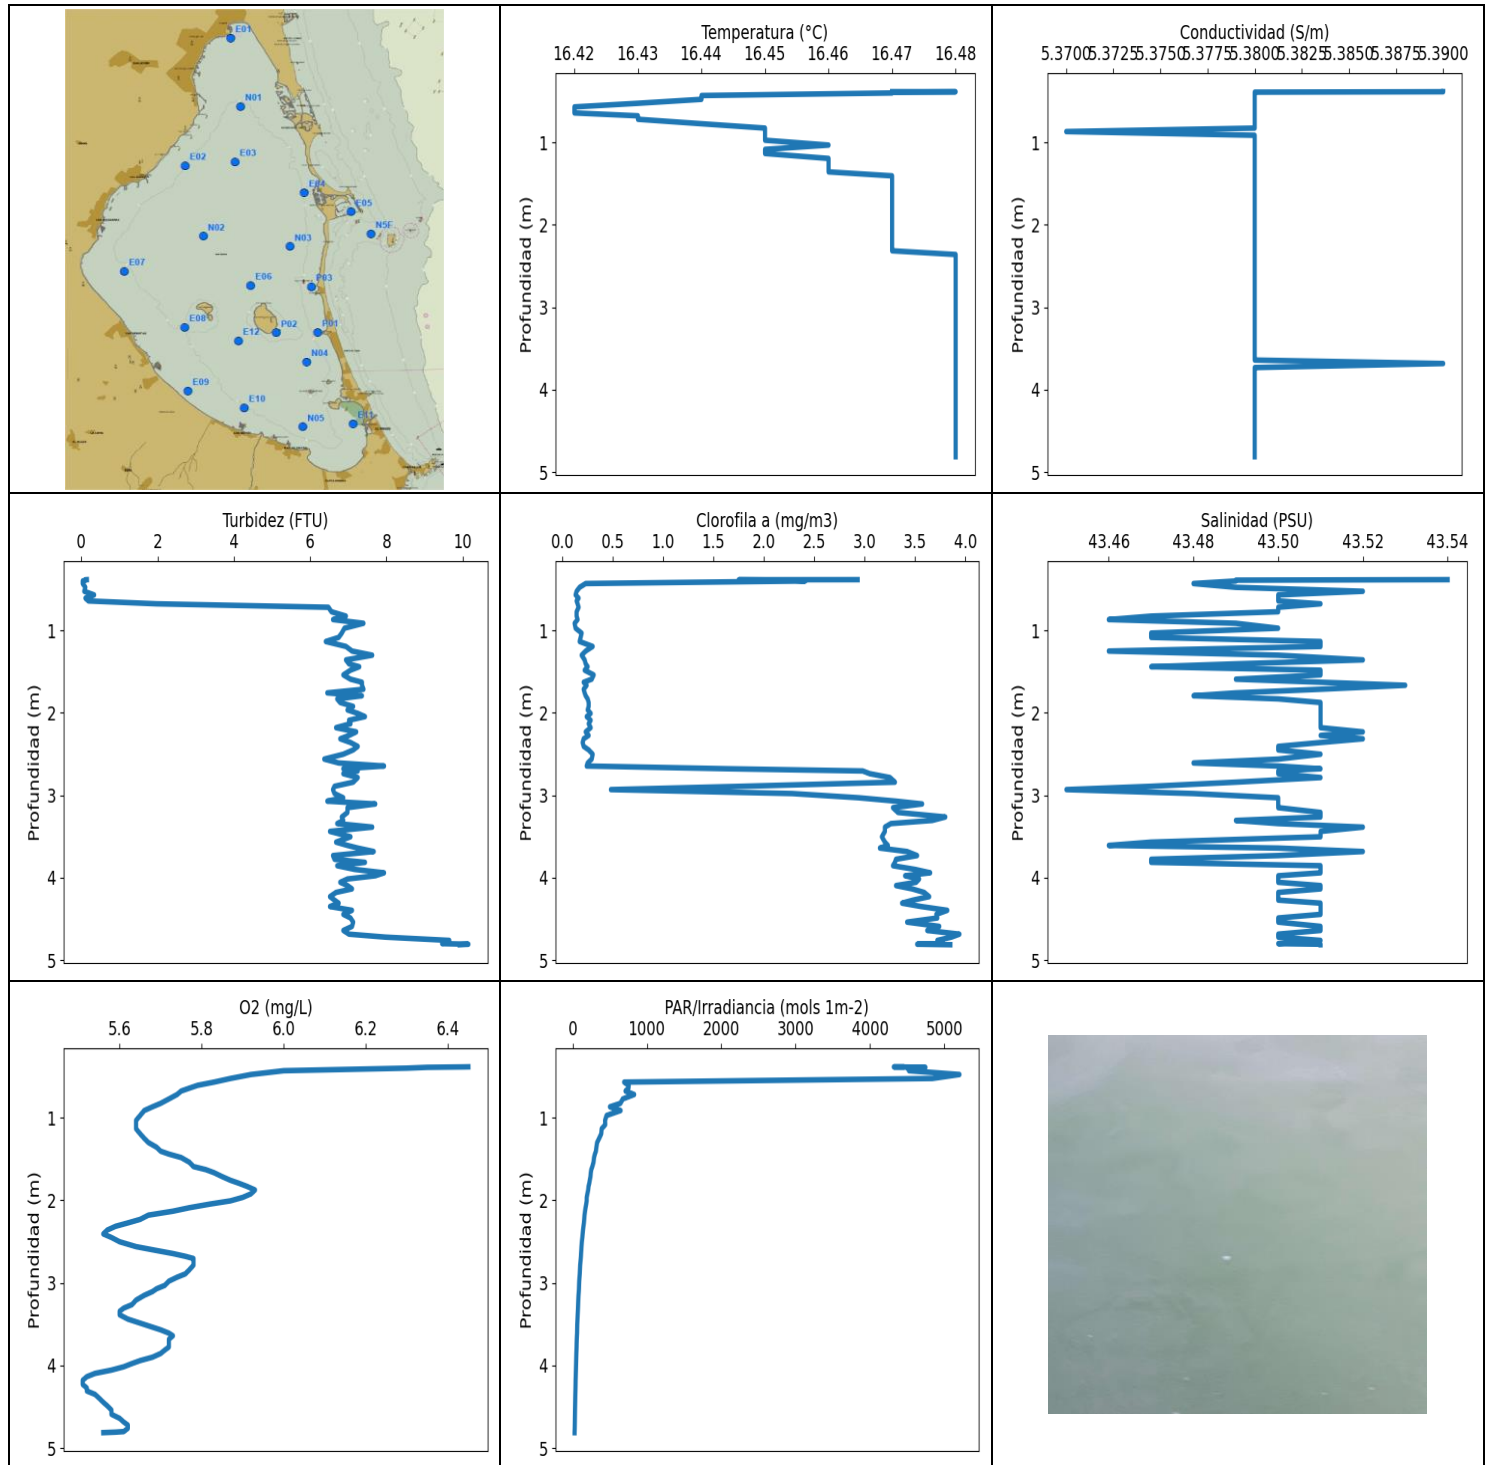 E01
N01
E02
E03
E04
E05
N5F
N02
N03
E07
E06
P03
E08
P02
P01
E12
N04
E09
E10
N05
E11
Temperatura (°C)
16.42 16.43 16.44 16.45 16.46 16.47 16.48
Profundidad (m)
1
2
3
4
5
Conductividad (S/m)
5.3700 5.3725 5.3750 5.3775 5.3800 5.3825 5.3850 5.3875 5.3900
Profundidad (m)
1
2
3
4
5
Turbidez (FTU)
0 2 4 6 8 10
Profundidad (m)
1
2
3
4
5
Clorofila a (mg/m3)
0.0 0.5 1.0 1.5 2.0 2.5 3.0 3.5 4.0
Profundidad (m)
1
2
3
4
5
Salinidad (PSU)
43.46 43.48 43.50 43.52 43.54
Profundidad (m)
1
2
3
4
5
O2 (mg/L)
5.6 5.8 6.0 6.2 6.4
Profundidad (m)
1
2
3
4
5
PAR/Irradiancia (mols 1m-2)
0 1000 2000 3000 4000 5000
Profundidad (m)
1
2
3
4
5